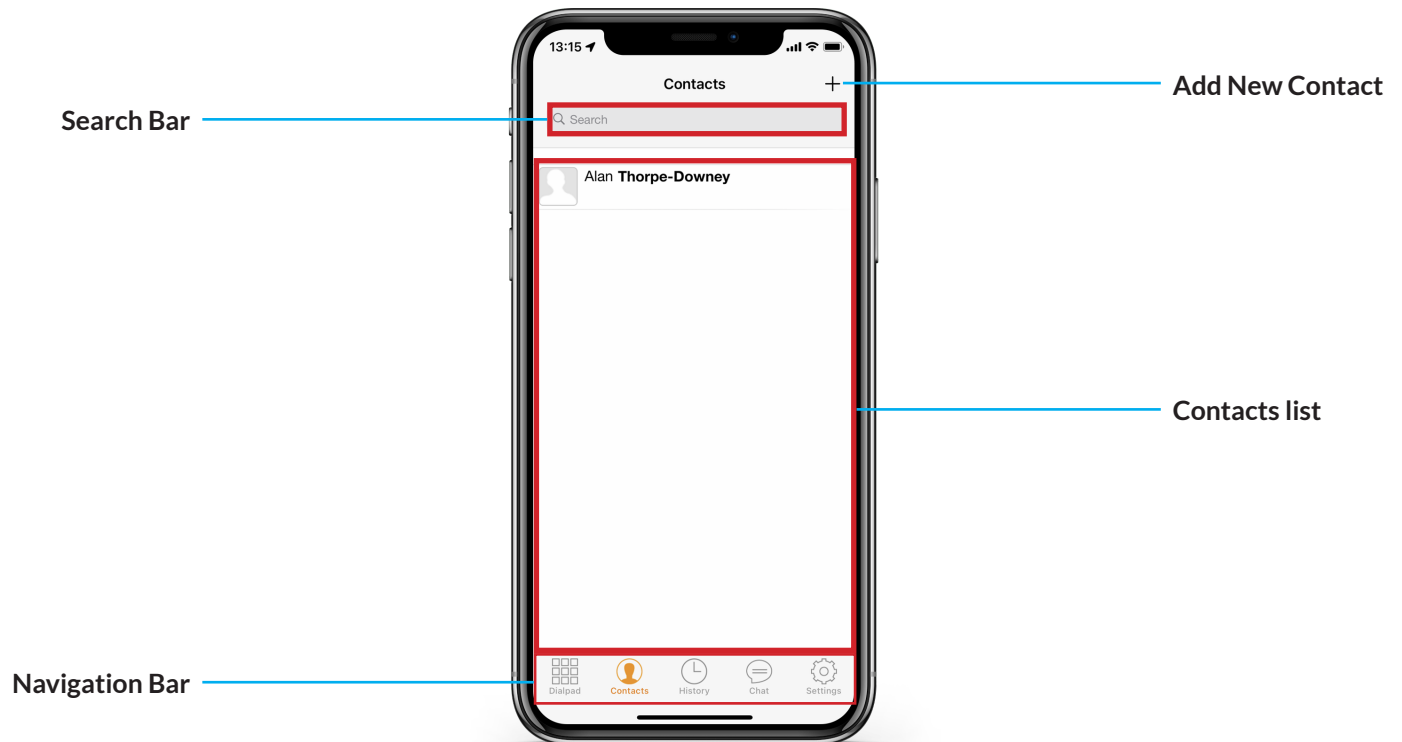 13:15
Contacts
Add New Contact
Search Bar
Search
Alan Thorpe-Downey
Contacts list
Navigation Bar
Dialpad Contacts History Chat Settings